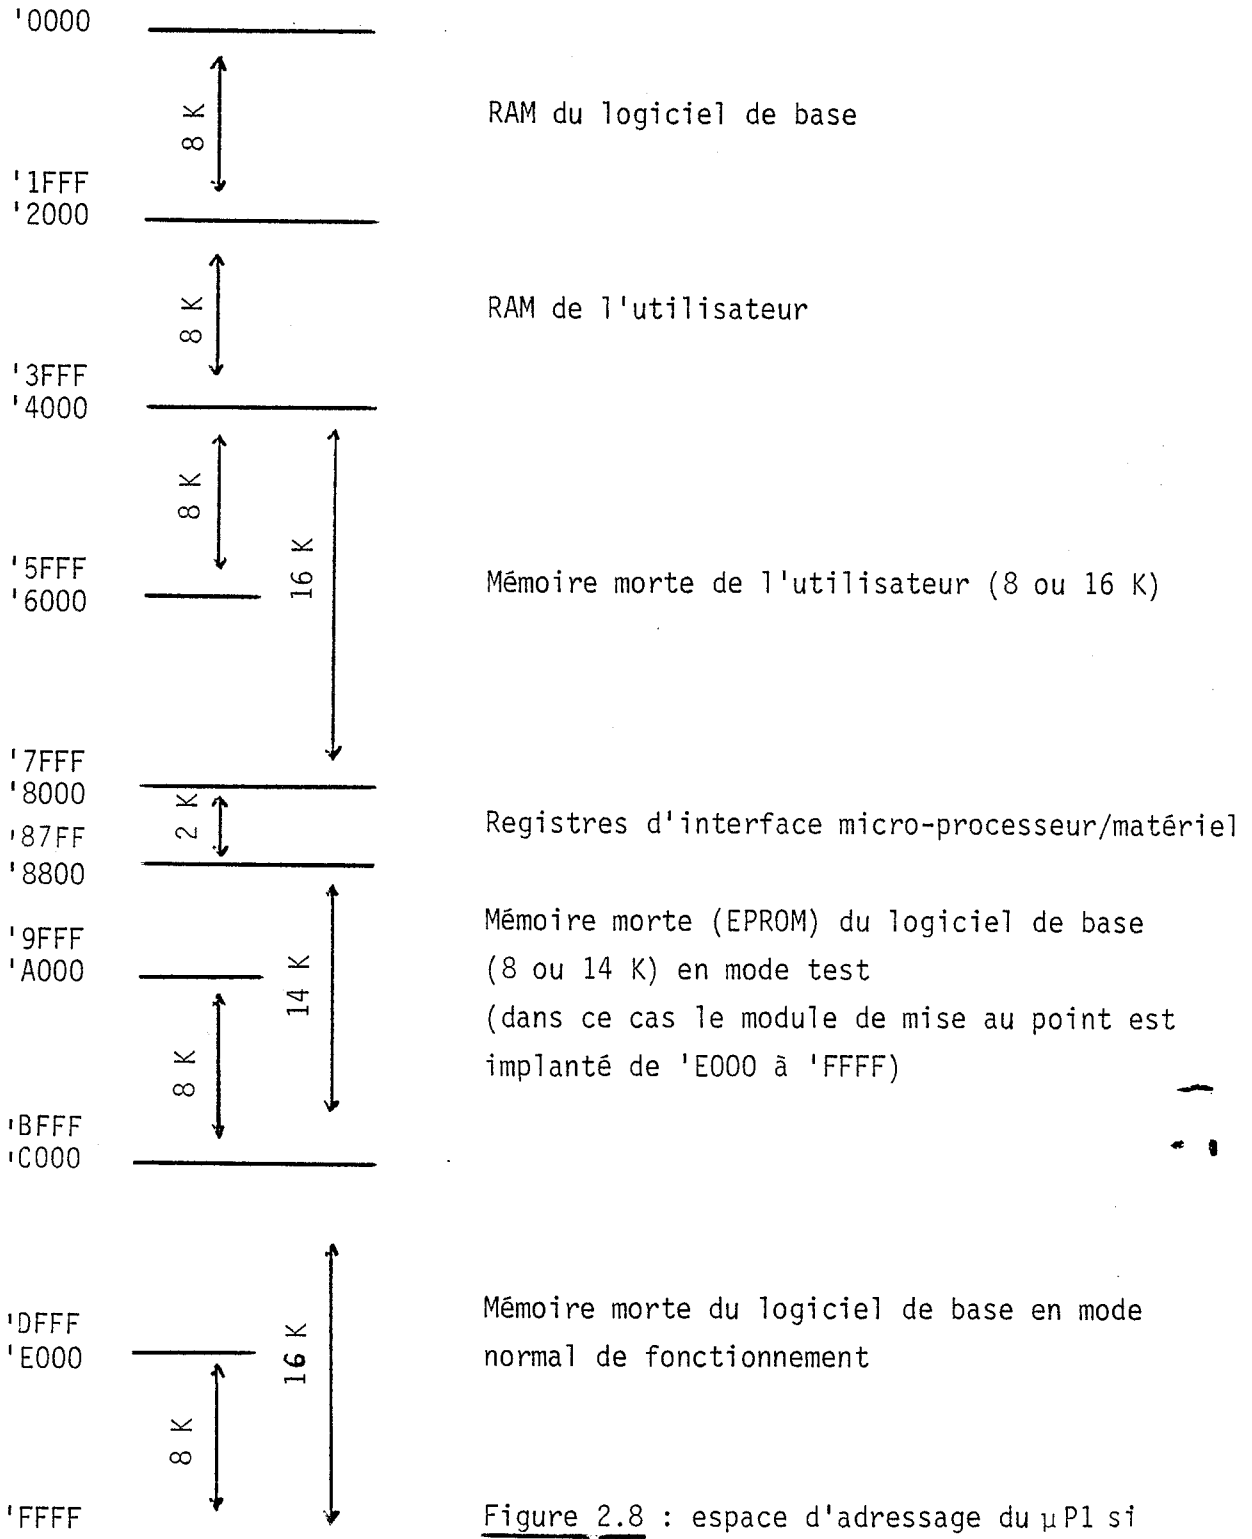 '0000
8 K
RAM du logiciel de base
'1FFF
'2000
8 K
RAM de l'utilisateur
'3FFF
'4000
8 K
16 K
'5FFF
'6000
Mémoire morte de l'utilisateur (8 ou 16 K)
'7FFF
'8000
2 K
Registres d'interface micro-processeur/matériel
'87FF
'8800
Mémoire morte (EPROM) du logiciel de base
'9FFF
'A000
14 K
(8 ou 14 K) en mode test
(dans ce cas le module de mise au point est
8 K
implanté de 'E000 à 'FFFF)
'BFFF
'C000
Mémoire morte du logiciel de base en mode
'DFFF
'E000
16 K
normal de fonctionnement
8 K
'FFFF
Figure 2.8 : espace d'adressage du µP1 si